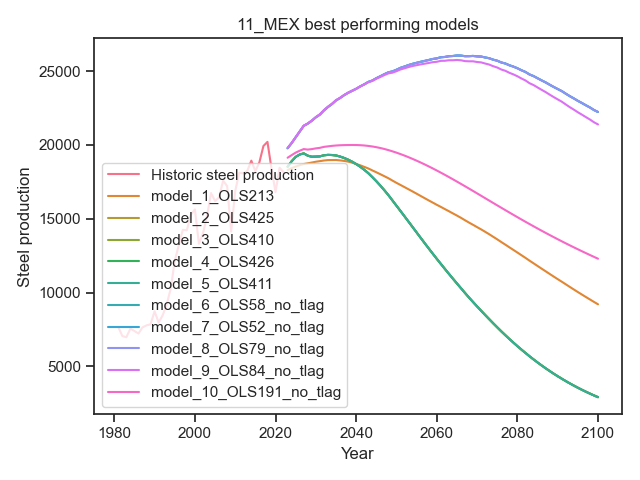 11_MEX best performing models
Steel production
25000
20000
15000
10000
5000
Historic steel production
model_1_OLS213
model_2_OLS425
model_3_OLS410
model_4_OLS426
model_5_OLS411
model_6_OLS58_no_tlag
model_7_OLS52_no_tlag
model_8_OLS79_no_tlag
model_9_OLS84_no_tlag
model_10_OLS191_no_tlag
1980 2000 2020 2040 2060 2080 2100
Year